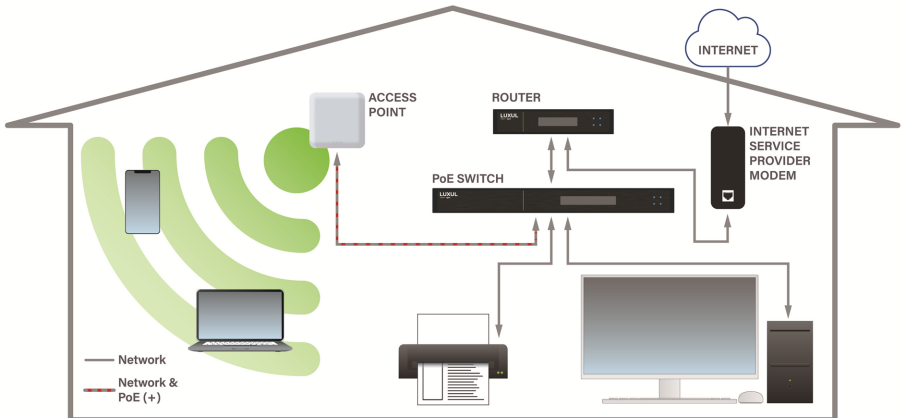 INTERNET
ACCESS
POINT
ROUTER
LUXUL
INTERNET
SERVICE
PROVIDER
MODEM
PoE SWITCH
LUXUL
Network
Network &
PoE (+)